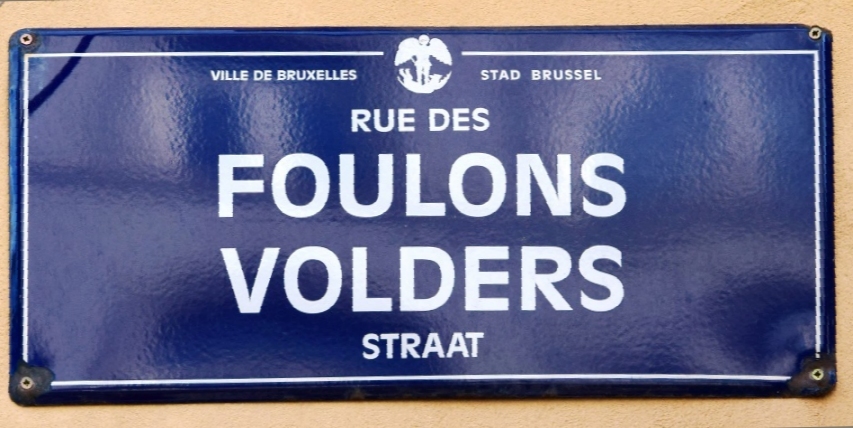 VILLE DE BRUXELLES STAD BRUSSEL
RUE DES
FOULONS
VOLDERS
STRAAT